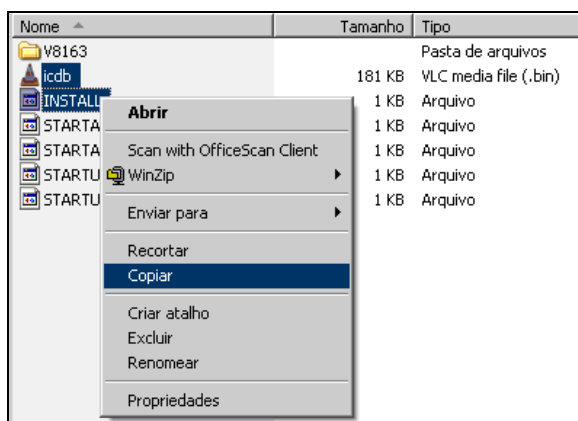 Nome Tamanho Tipo
V8163 Pasta de arquivos
icdb 181 KB VLC media file (.bin)
INSTALL 1 KB Arquivo
STARTA 1 KB Arquivo
STARTA 1 KB Arquivo
STARTU 1 KB Arquivo
STARTU 1 KB Arquivo
Abrir
Scan with OfficeScan Client
WinZip
Enviar para
Recortar
Copiar
Criar atalho
Excluir
Renomear
Propriedades